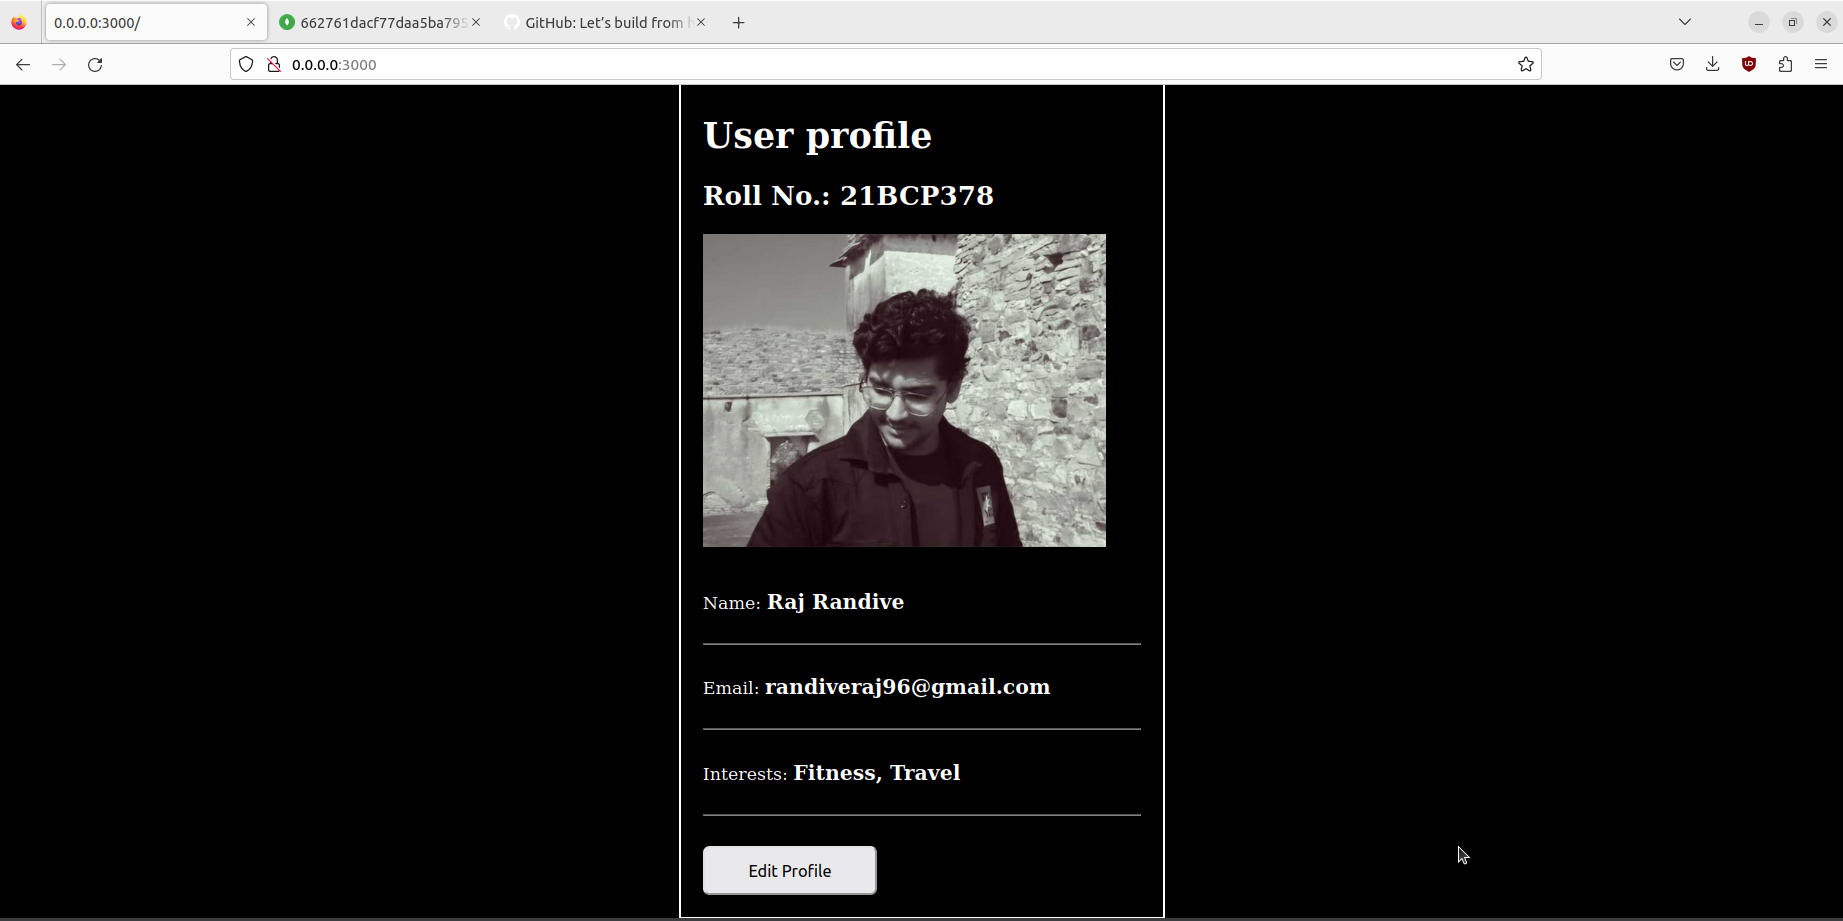 0.0.0.0:3000/
662761dacf77daa5ba795
GitHub: Let's build from h
0.0.0.0:3000
User profile
Roll No.: 21BCP378
Name: Raj Randive
Email: randiveraj96@gmail.com
Interests: Fitness, Travel
Edit Profile